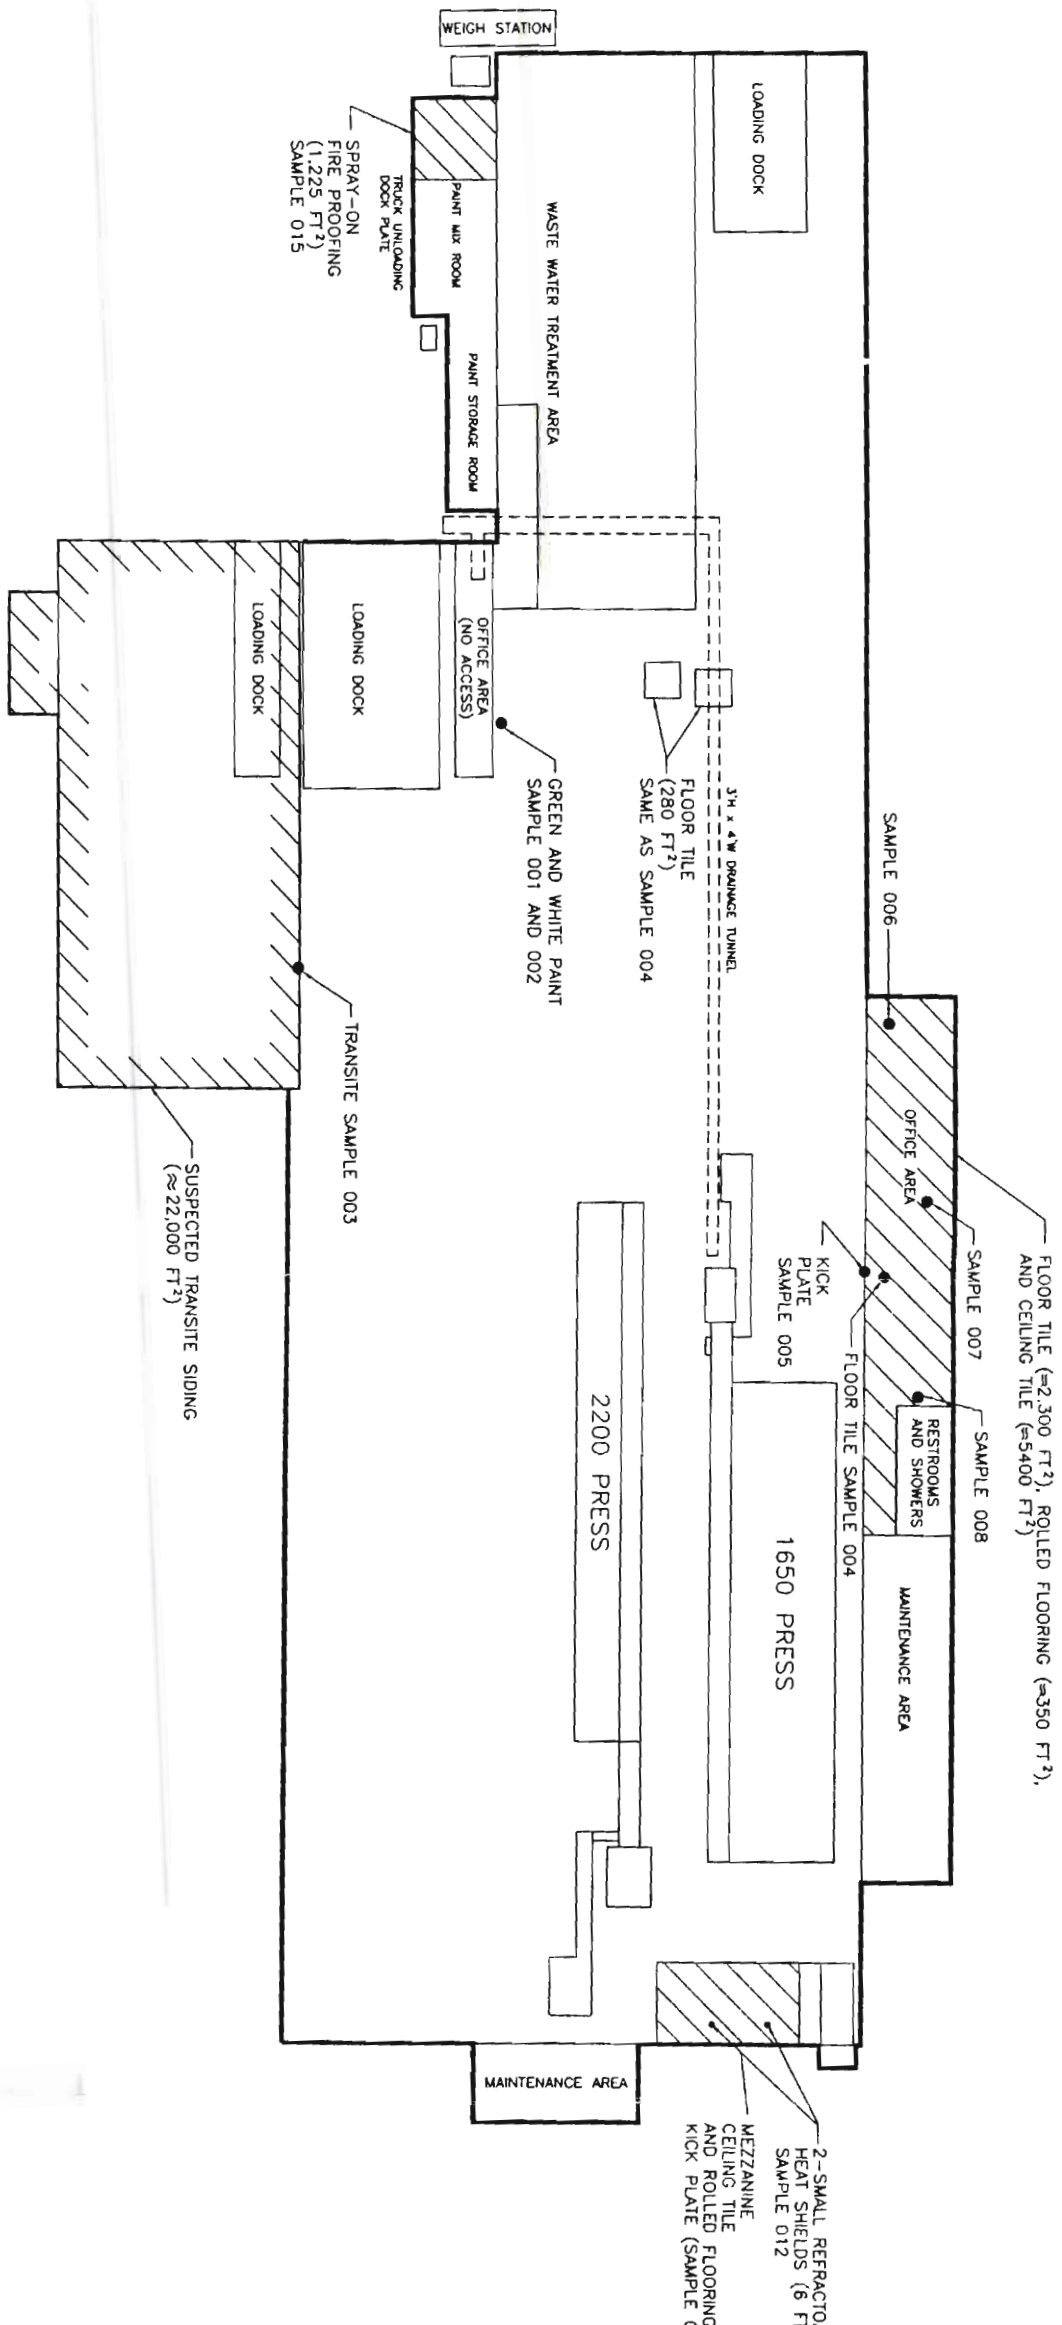 WEIGH STATION
LOADING DOCK
WASTE WATER TREATMENT AREA
PAINT MIX ROOM
TRUCK UNLOADING
DOCK PLATE
SPRAY-ON
FIRE PROOFING
(1,225 FT²)
SAMPLE 015
PAINT STORAGE ROOM
OFFICE AREA
(NO ACCESS)
LOADING DOCK
LOADING DOCK
GREEN AND WHITE PAINT
SAMPLE 001 AND 002
FLOOR TILE
(280 FT²)
SAME AS SAMPLE 004
3'H x 4'W DRAINAGE TUNNEL
SAMPLE 006
OFFICE AREA
SAMPLE 007
FLOOR TILE (≈2,300 FT²), ROLLED FLOORING (≈350 FT²),
AND CEILING TILE (≈5400 FT²)
TRANSITE SAMPLE 003
SUSPECTED TRANSITE SIDING
(≈22,000 FT²)
KICK
PLATE
SAMPLE 005
FLOOR TILE SAMPLE 004
SAMPLE 008
RESTROOMS
AND SHOWERS
2200 PRESS
1650 PRESS
MAINTENANCE AREA
MAINTENANCE AREA
2-SMALL REFRACTO
HEAT SHIELDS (6 FT
SAMPLE 012
MEZZANINE
CEILING TILE
AND ROLLED FLOORING
KICK PLATE (SAMPLE